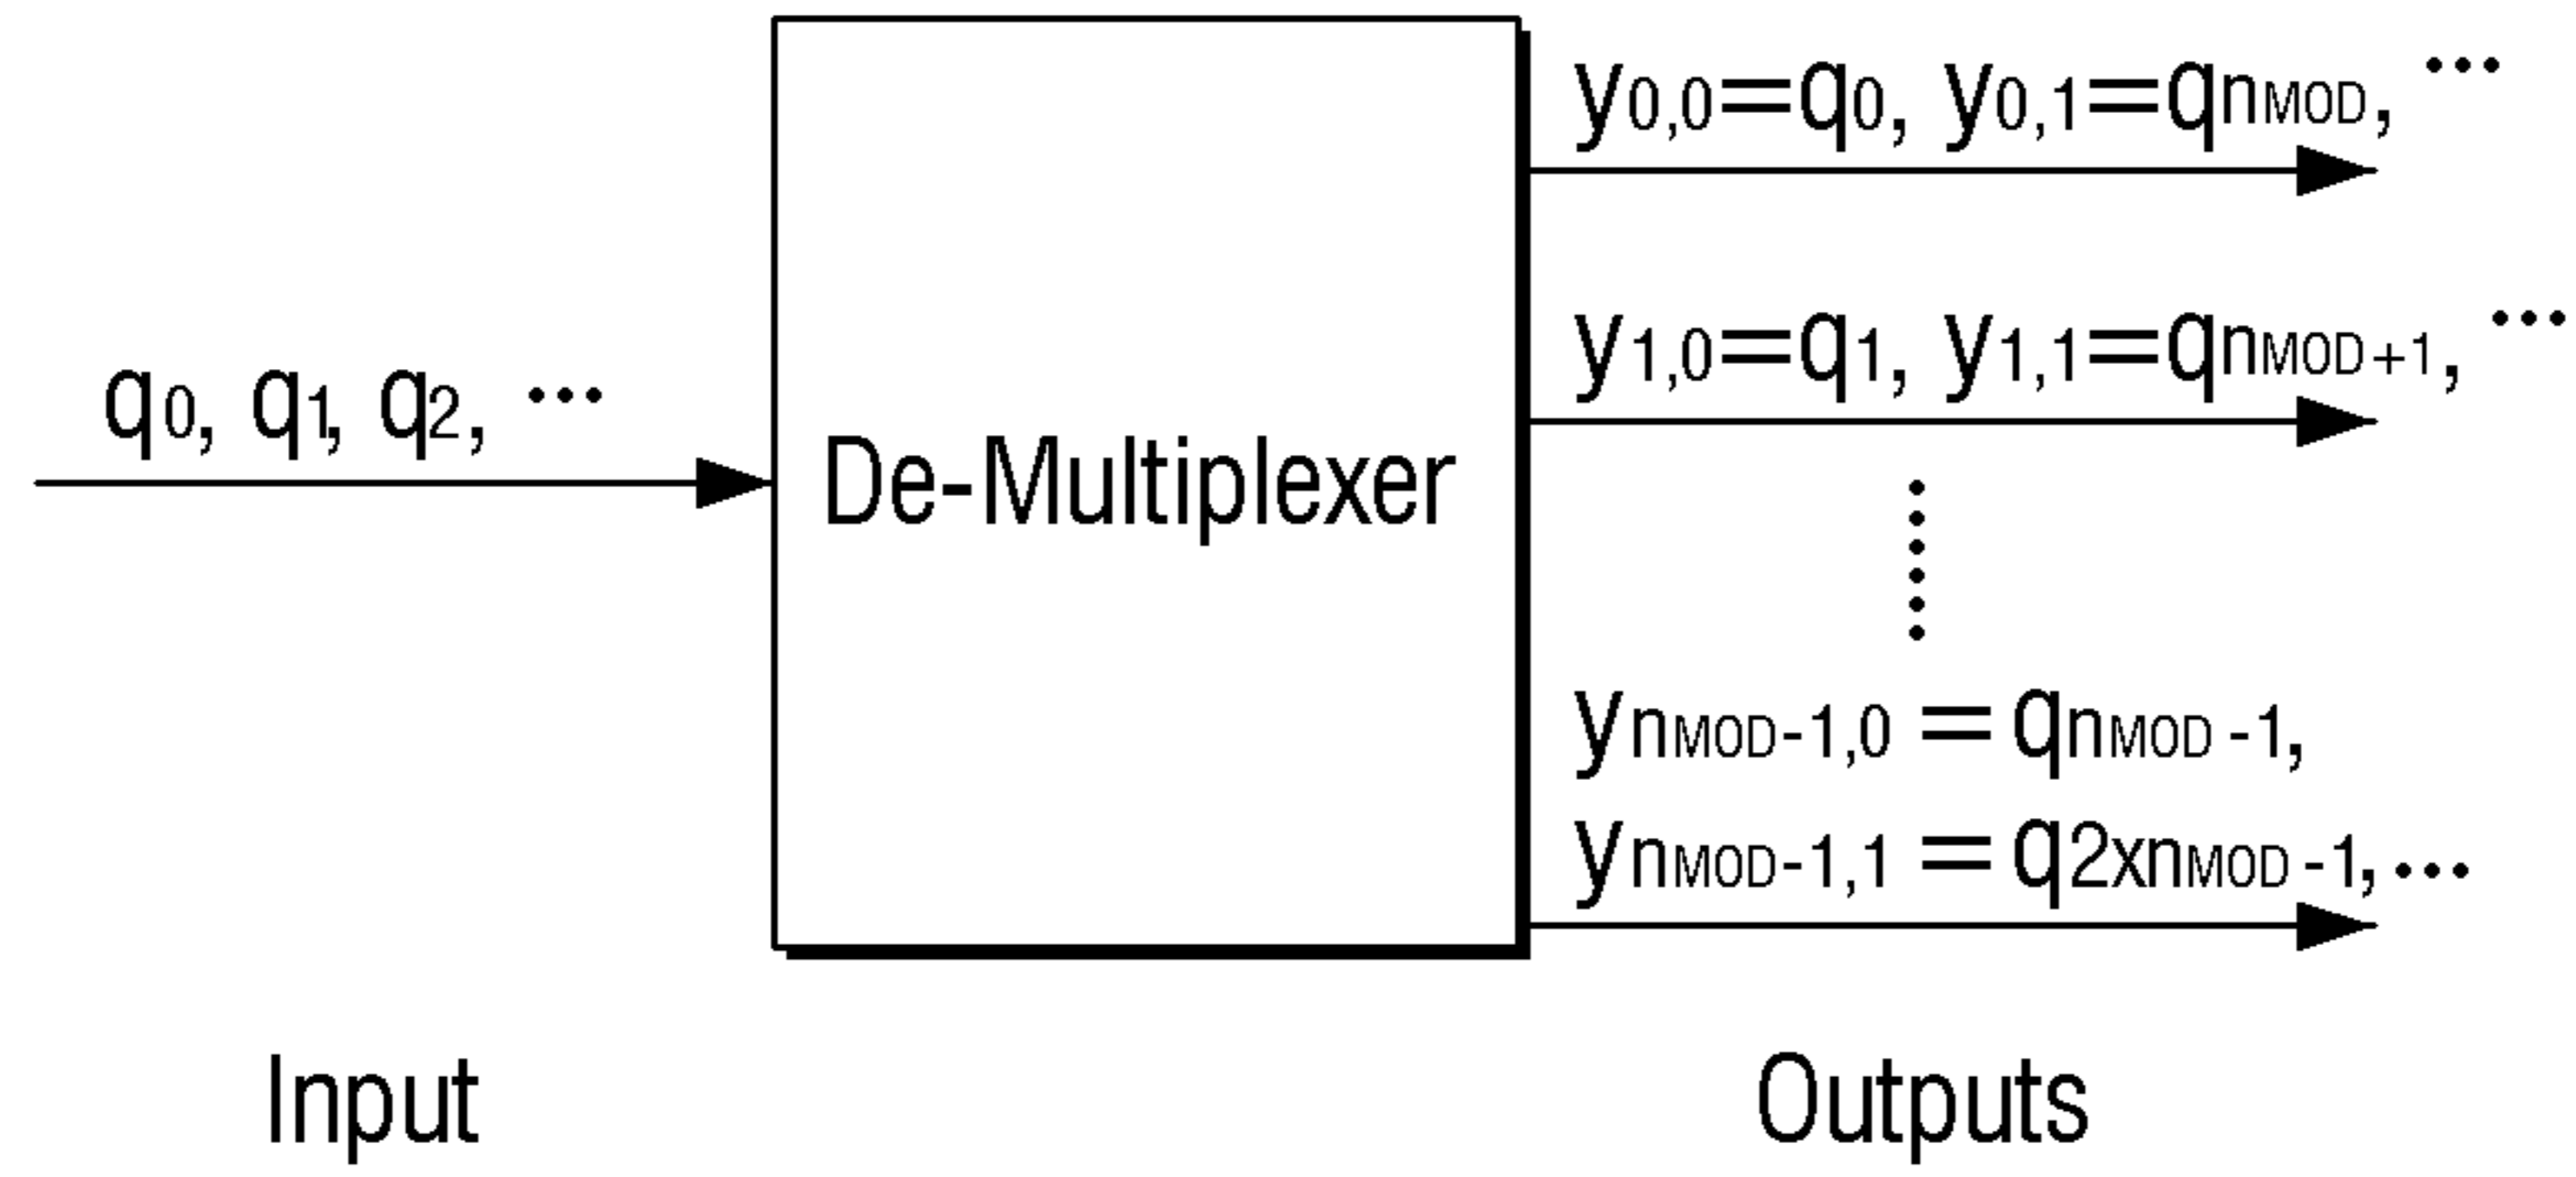 y0,0=q0, y0,1=qnMOD, ...
y1,0=q1, y1,1=qnMOD+1, ...
q0, q1, q2, ...
De-Multiplexer
ynMOD-1,0 = qnMOD-1,
ynMOD-1,1 = q2xnMOD-1, ...
Input
Outputs